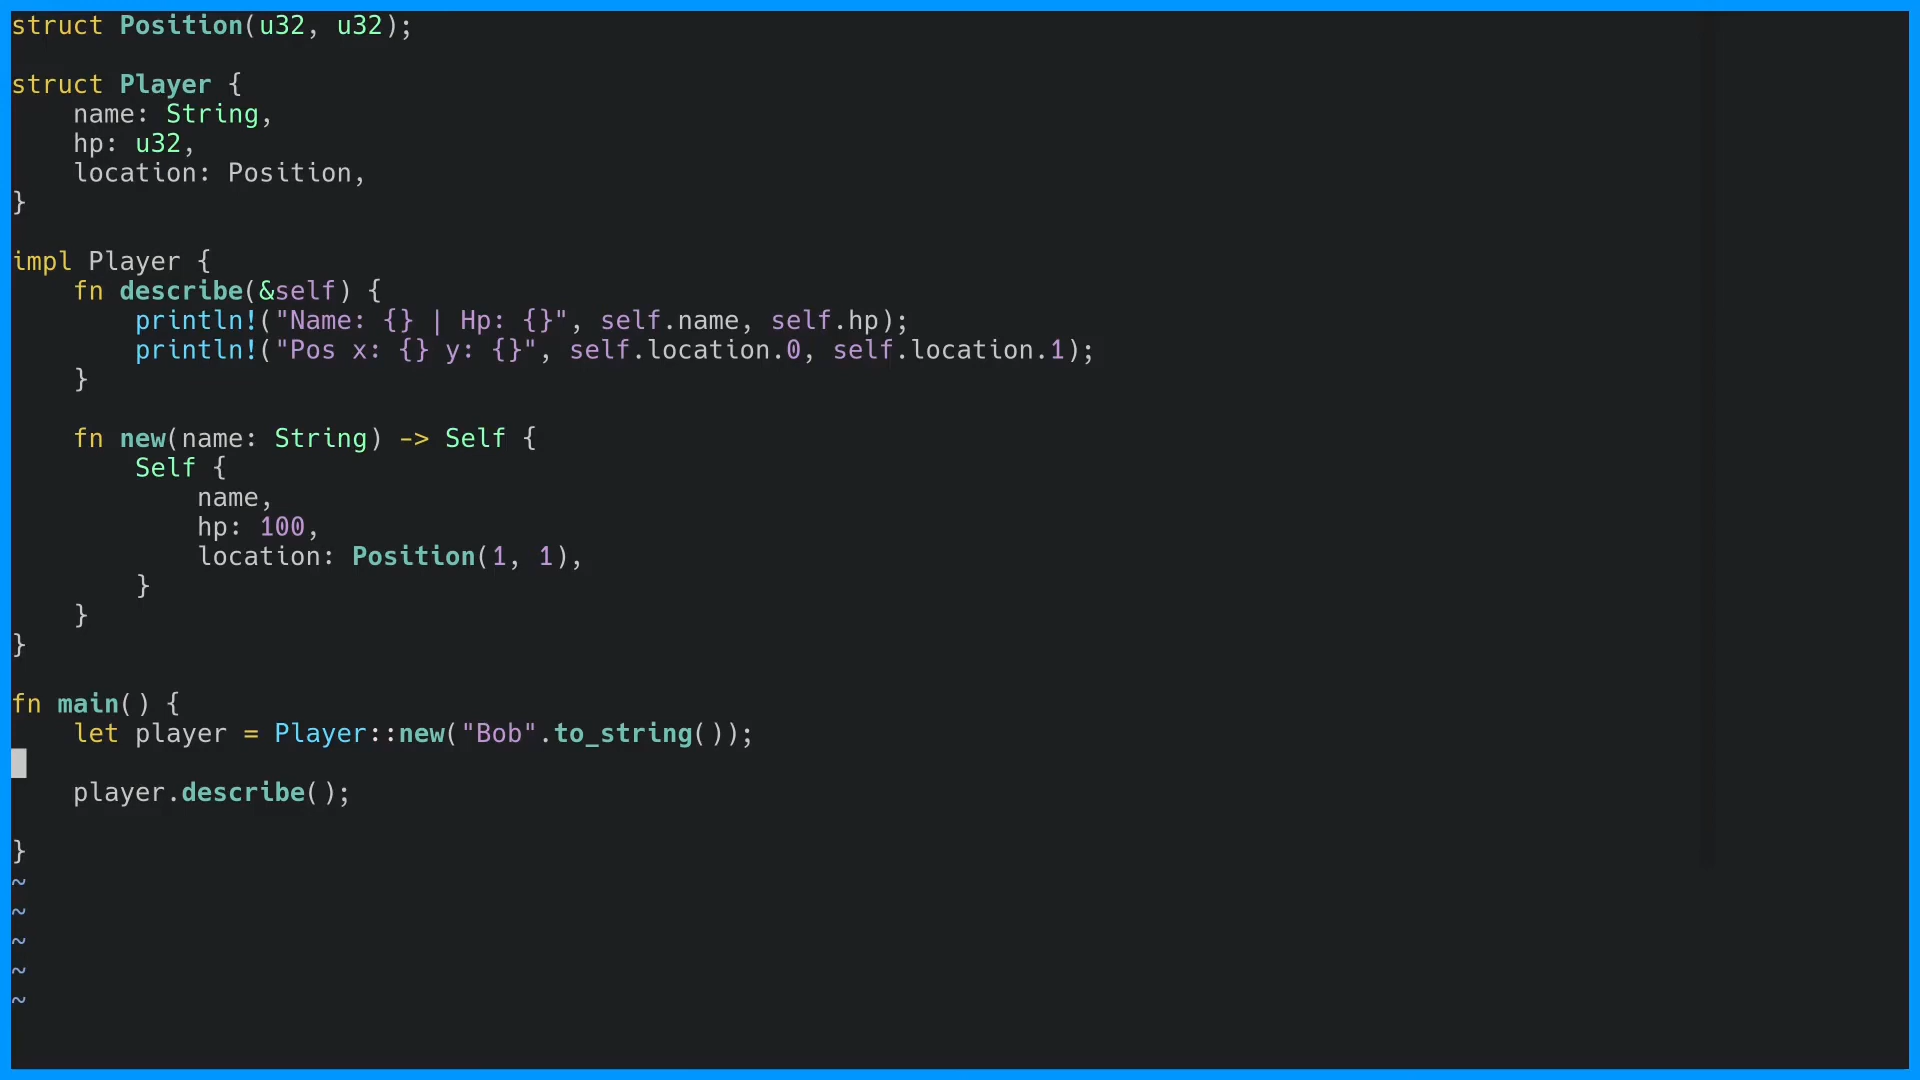 struct Position(u32, u32);

struct Player {
    name: String,
    hp: u32,
    location: Position,
}

impl Player {
    fn describe(&self) {
        println!("Name: {} | Hp: {}", self.name, self.hp);
        println!("Pos x: {} y: {}", self.location.0, self.location.1);
    }

    fn new(name: String) -> Self {
        Self {
            name,
            hp: 100,
            location: Position(1, 1),
        }
    }
}

fn main() {
    let player = Player::new("Bob".to_string());

    player.describe();

}
~
~
~
~
~